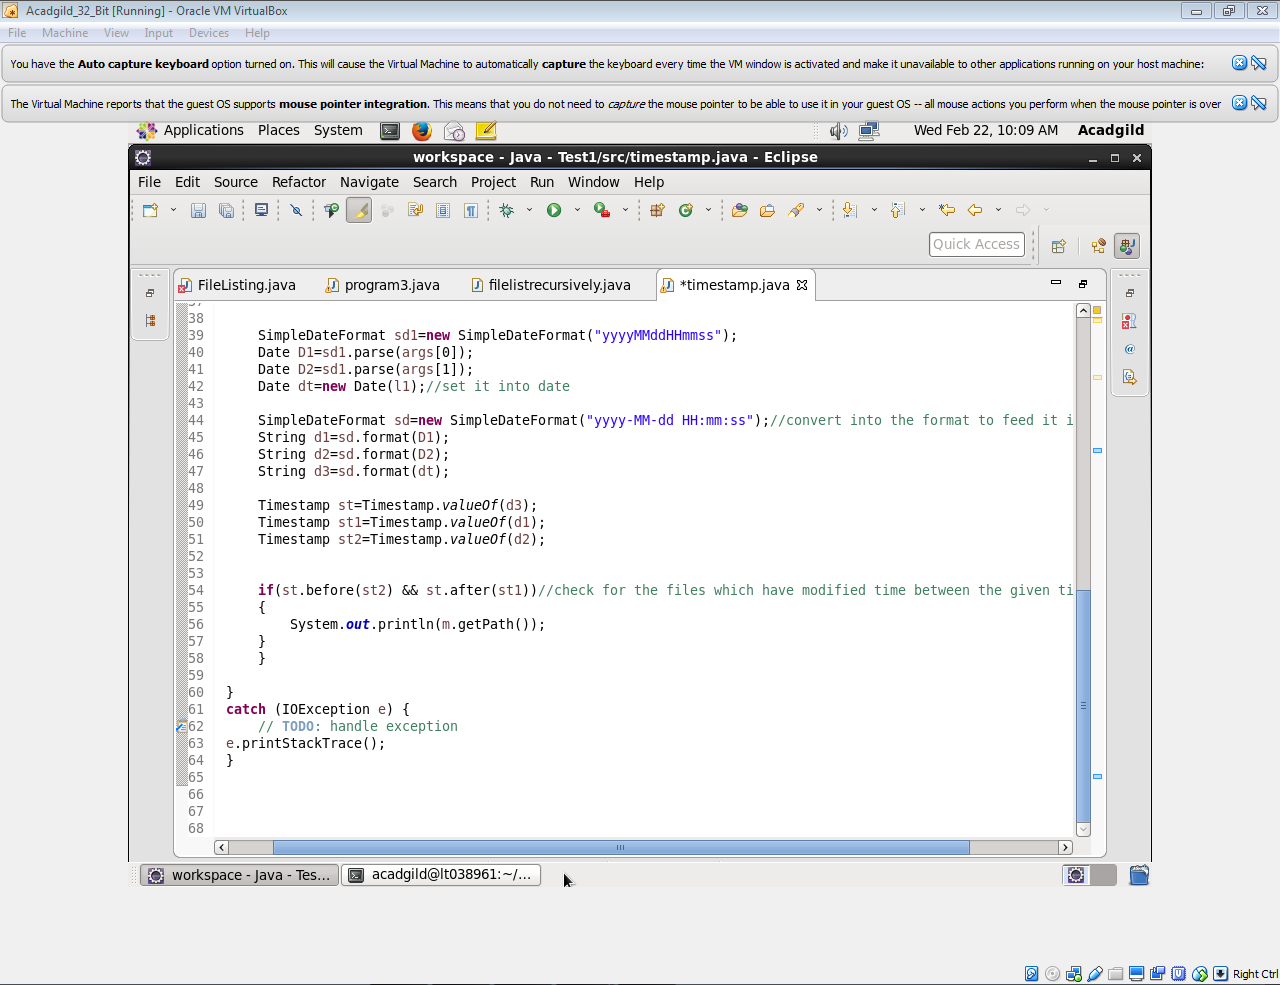 Acadgild_32_Bit [Running] - Oracle VM VirtualBox
File Machine View Input Devices Help
You have the Auto capture keyboard option turned on. This will cause the Virtual Machine to automatically capture the keyboard every time the VM window is activated and make it unavailable to other applications running on your host machine:
The Virtual Machine reports that the guest OS supports mouse pointer integration. This means that you do not need to capture the mouse pointer to be able to use it in your guest OS -- all mouse actions you perform when the mouse pointer is over
Applications Places System Wed Feb 22, 10:09 AM Acadgild
workspace - Java - Test1/src/timestamp.java - Eclipse
File Edit Source Refactor Navigate Search Project Run Window Help
Quick Access
FileListing.java program3.java filelistrecursively.java *timestamp.java
37
38
39 SimpleDateFormat sd1=new SimpleDateFormat("yyyyMMddHHmmss");
40 Date D1=sd1.parse(args[0]);
41 Date D2=sd1.parse(args[1]);
42 Date dt=new Date(l1);//set it into date
43
44 SimpleDateFormat sd=new SimpleDateFormat("yyyy-MM-dd HH:mm:ss");//convert into the format to feed it i
45 String d1=sd.format(D1);
46 String d2=sd.format(D2);
47 String d3=sd.format(dt);
48
49 Timestamp st=Timestamp.valueOf(d3);
50 Timestamp st1=Timestamp.valueOf(d1);
51 Timestamp st2=Timestamp.valueOf(d2);
52
53
54 if(st.before(st2) && st.after(st1))//check for the files which have modified time between the given ti
55 {
56 System.out.println(m.getPath());
57 }
58 }
59
60 }
61 catch (IOException e) {
62 // TODO: handle exception
63 e.printStackTrace();
64 }
65
66
67
68
workspace - Java - Tes... acadgild@lt038961:~/...
Right Ctrl